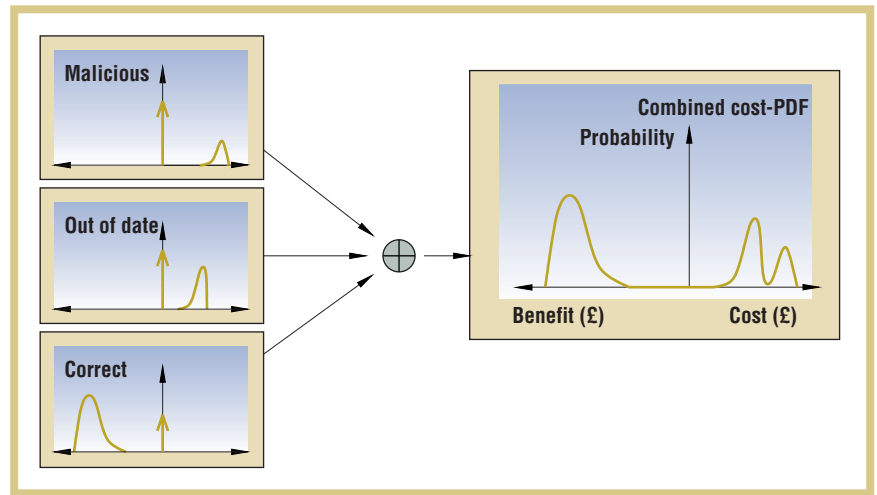 Malicious
Out of date
Correct
Combined cost-PDF
Probability
Benefit (£)
Cost (£)